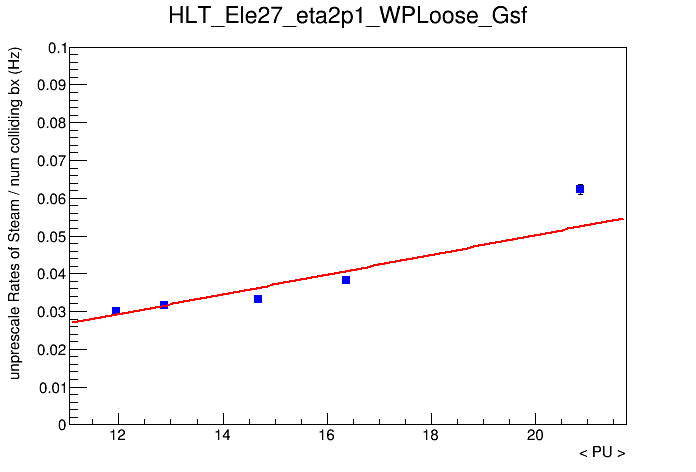 HLT_Ele27_eta2p1_WPLoose_Gsf
unprescale Rates of Steam / num colliding bx (Hz)
0.1
0.09
0.08
0.07
0.06
0.05
0.04
0.03
0.02
0.01
0
12 14 16 18 20
< PU >